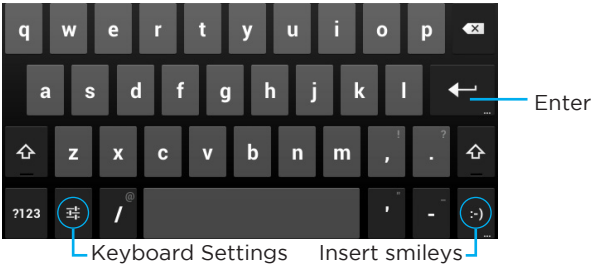 q w e r t y u i o p
a s d f g h j k l
Enter
...
! ?
z x c v b n m , .
@ " _
?123 / ' - :-)
...
Keyboard Settings Insert smileys